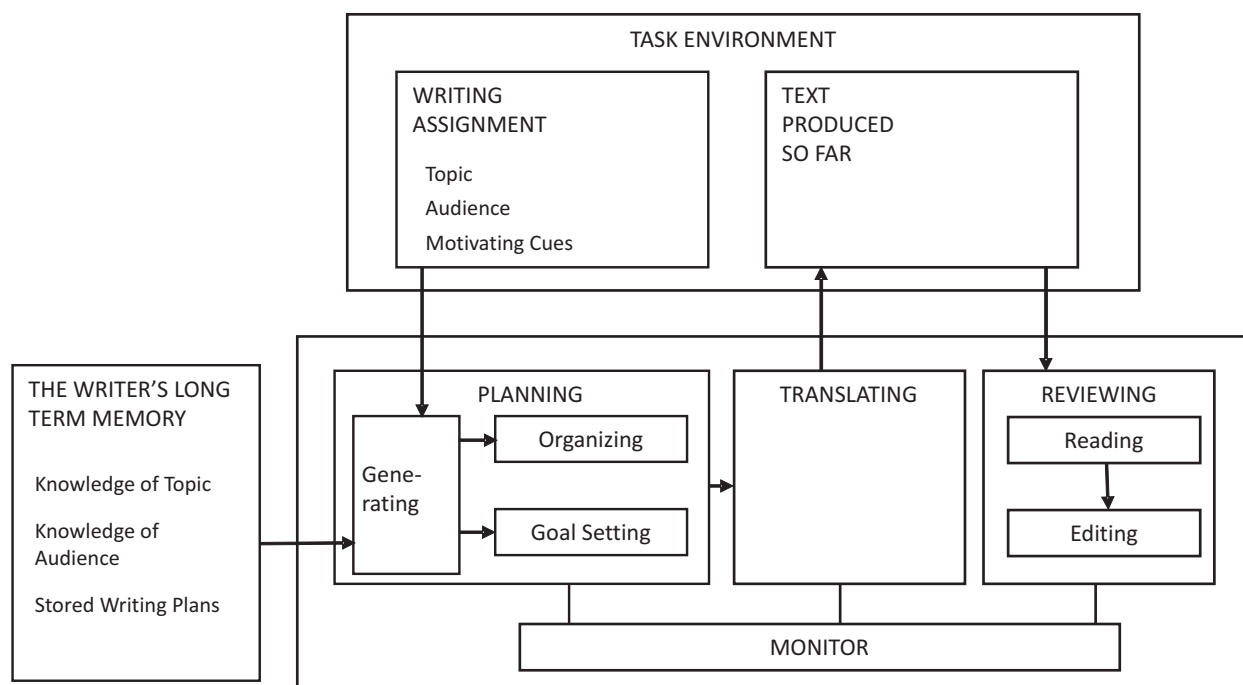 TASK ENVIRONMENT
WRITING
ASSIGNMENT
Topic
Audience
Motivating Cues
TEXT
PRODUCED
SO FAR
THE WRITER’S LONG
TERM MEMORY
Knowledge of Topic
Knowledge of
Audience
Stored Writing Plans
PLANNING
Gene-
rating
Organizing
Goal Setting
TRANSLATING
REVIEWING
Reading
Editing
MONITOR